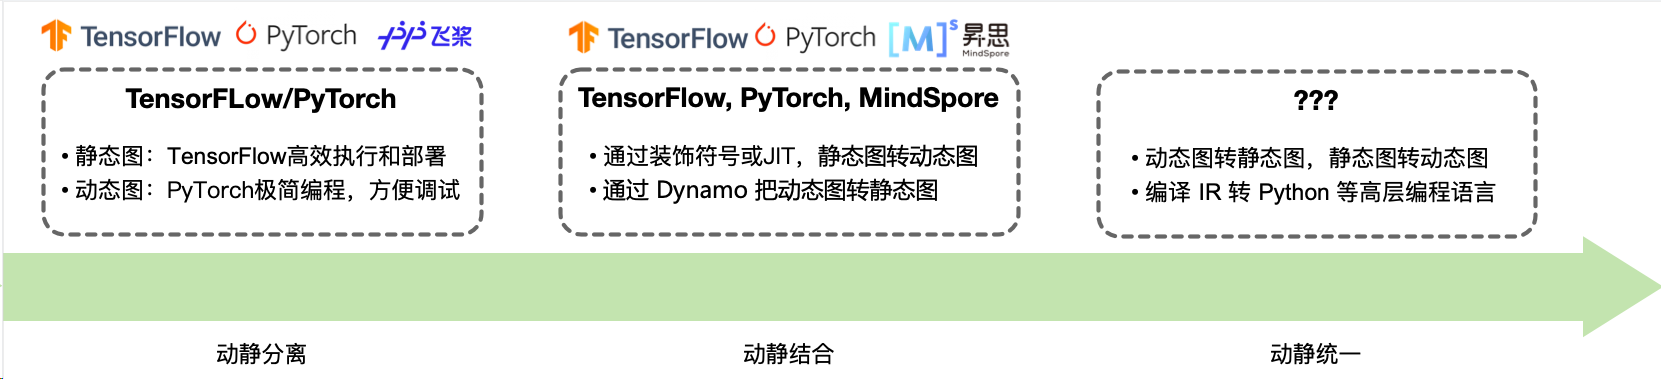 TensorFlow PyTorch 飞桨
TensorFLow/PyTorch
• 静态图：TensorFlow高效执行和部署
• 动态图：PyTorch极简编程，方便调试
动静分离
TensorFlow PyTorch [M]s 昇思 MindSpore
TensorFlow, PyTorch, MindSpore
• 通过装饰符号或JIT，静态图转动态图
• 通过 Dynamo 把动态图转静态图
动静结合
???
• 动态图转静态图，静态图转动态图
• 编译 IR 转 Python 等高层编程语言
动静统一